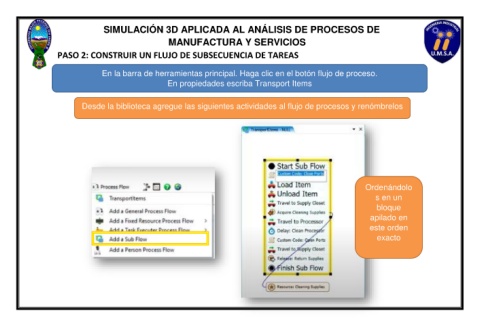 SIMULACIÓN 3D APLICADA AL ANÁLISIS DE PROCESOS DE
MANUFACTURA Y SERVICIOS
U.M.S.A.
PASO 2: CONSTRUIR UN FLUJO DE SUBSECUENCIA DE TAREAS
En la barra de herramientas principal. Haga clic en el botón flujo de proceso.
En propiedades escriba Transport Items
Desde la biblioteca agregue las siguientes actividades al flujo de procesos y renómbrelos
Process Flow
TransportItems
Add a General Process Flow
Add a Fixed Resource Process Flow
Add a Task Executer Process Flow
Add a Sub Flow
Add a Person Process Flow
Start Sub Flow
Custom Code: Close Ports
Load Item
Unload Item
Travel to Supply Closet
Acquire Cleaning Supplies
Travel to Processor
Delay: Clean Processor
Custom Code: Open Ports
Travel to Supply Closet
Release: Return Supplies
Finish Sub Flow
Resource: Cleaning Supplies
Ordenándolo
s en un
bloque
apilado en
este orden
exacto